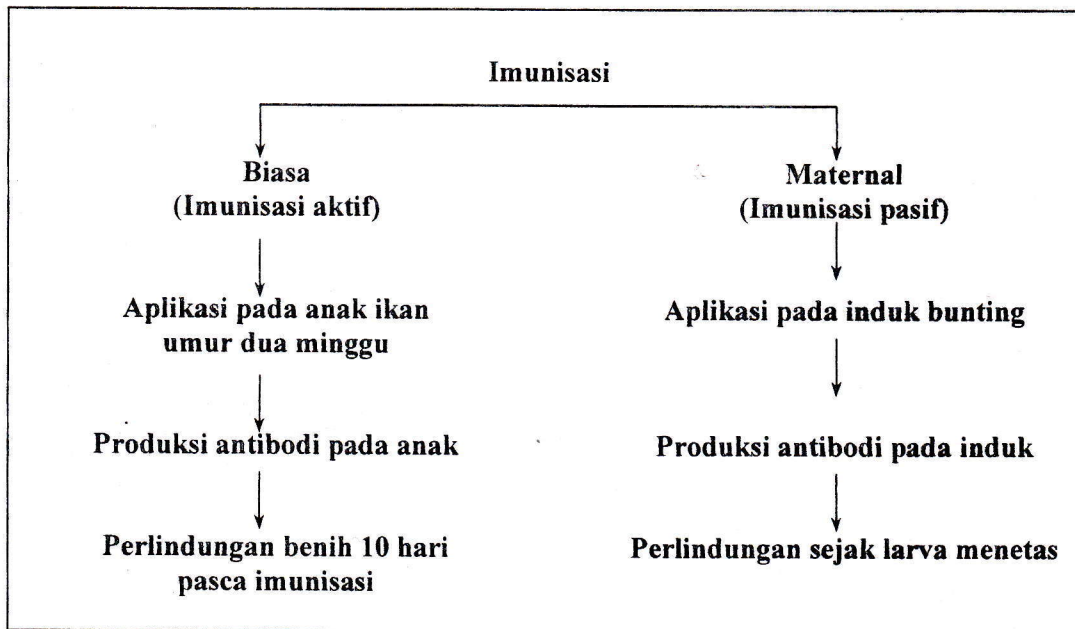 Imunisasi
Biasa
(Imunisasi aktif)
Aplikasi pada anak ikan
umur dua minggu
Produksi antibodi pada anak
Perlindungan benih 10 hari
pasca imunisasi
Maternal
(Imunisasi pasif)
Aplikasi pada induk bunting
Produksi antibodi pada induk
Perlindungan sejak larva menetas